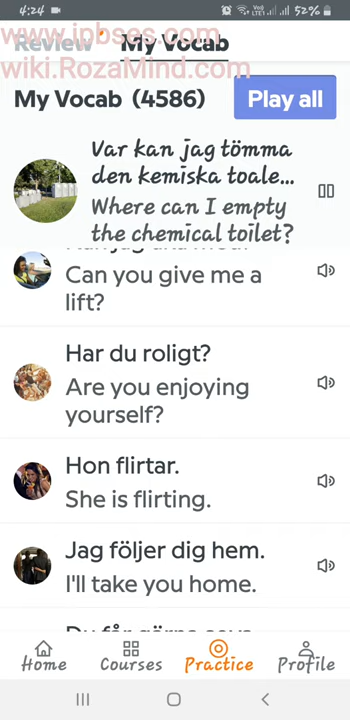 4:24 52%
www.ipbses.com
Review My Vocab
wiki.RozaMind.com
My Vocab (4586) Play all
Var kan jag tömma
den kemiska toale...
Where can I empty
the chemical toilet?
Can you give me a
lift?
Har du roligt?
Are you enjoying
yourself?
Hon flirtar.
She is flirting.
Jag följer dig hem.
I'll take you home.
Home Courses Practice Profile